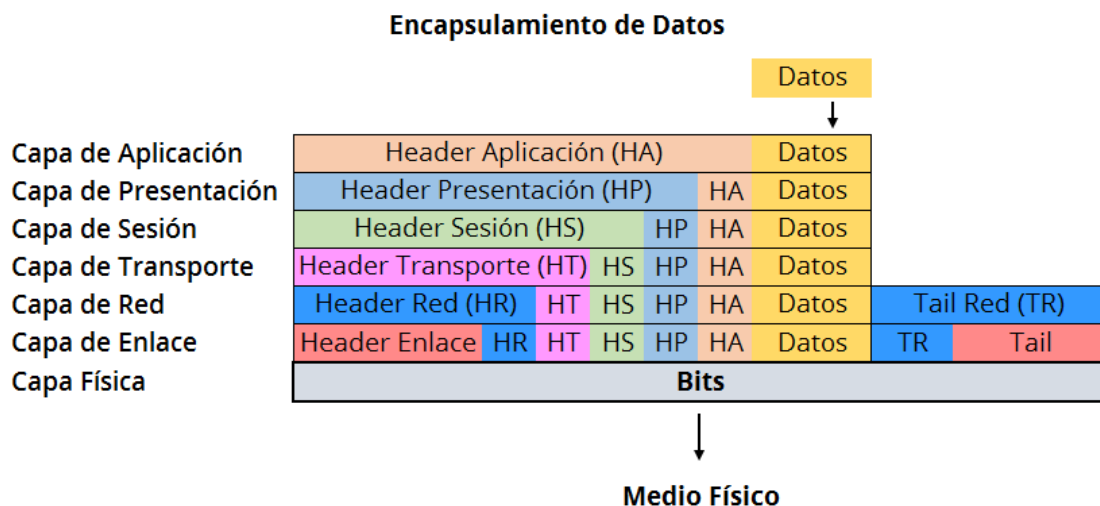 Encapsulamiento de Datos
Datos
Capa de Aplicación Header Aplicación (HA) Datos
Capa de Presentación Header Presentación (HP) HA Datos
Capa de Sesión Header Sesión (HS) HP HA Datos
Capa de Transporte Header Transporte (HT) HS HP HA Datos
Capa de Red Header Red (HR) HT HS HP HA Datos Tail Red (TR)
Capa de Enlace Header Enlace HR HT HS HP HA Datos TR Tail
Capa Física Bits
Medio Físico